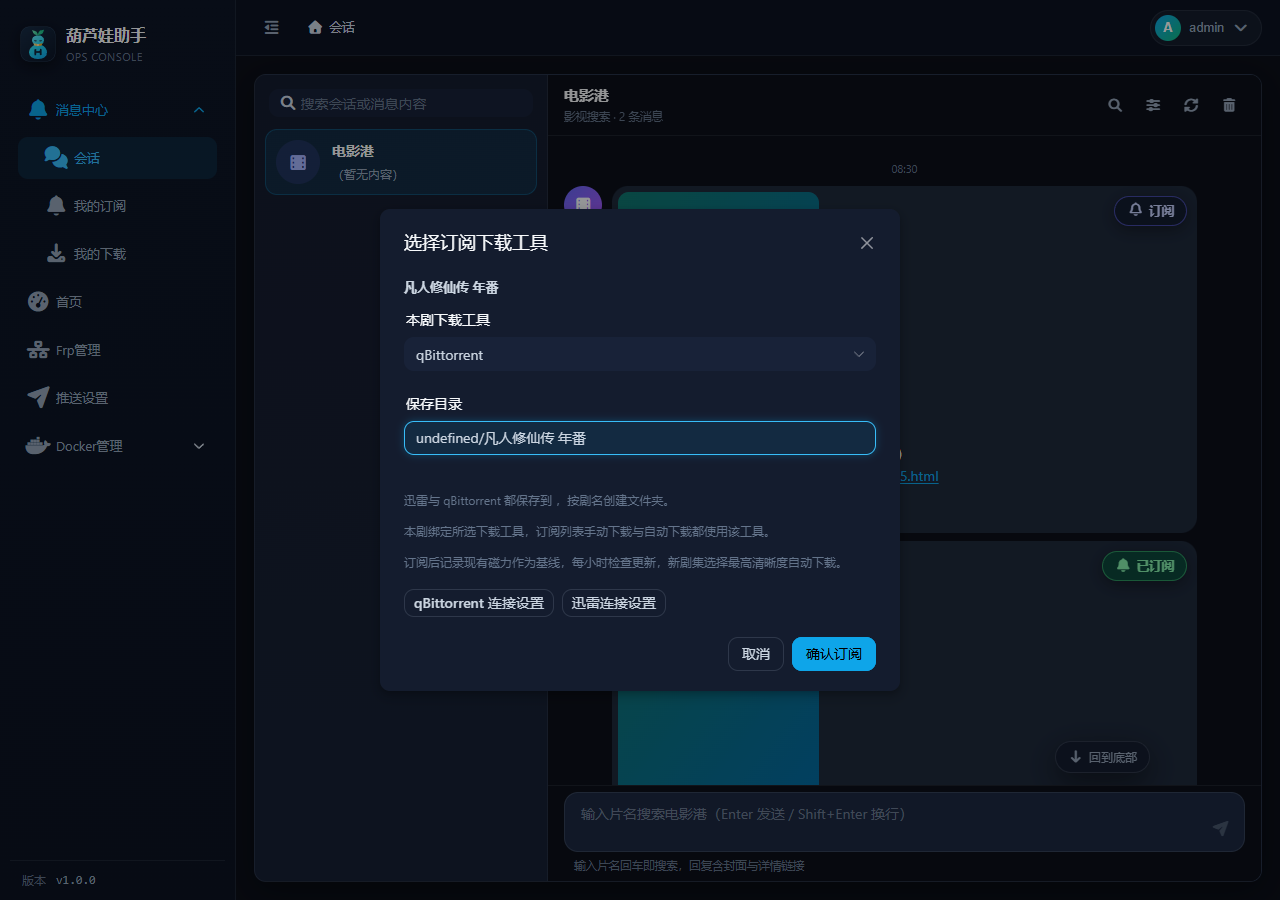 葫芦娃助手
OPS CONSOLE
消息中心
会话
我的订阅
我的下载
首页
Frp管理
推送设置
Docker管理
版本 v1.0.0
会话
A admin
搜索会话或消息内容
电影港
(暂无内容)
电影港
影视搜索 · 2 条消息
08:30
订阅
)
5.html
已订阅
回到底部
选择订阅下载工具
凡人修仙传 年番
本剧下载工具
qBittorrent
保存目录
undefined/凡人修仙传 年番
迅雷与 qBittorrent 都保存到 ，按剧名创建文件夹。
本剧绑定所选下载工具，订阅列表手动下载与自动下载都使用该工具。
订阅后记录现有磁力作为基线，每小时检查更新，新剧集选择最高清晰度自动下载。
qBittorrent 连接设置
迅雷连接设置
取消
确认订阅
输入片名搜索电影港（Enter 发送 / Shift+Enter 换行）
输入片名回车即搜索，回复含封面与详情链接